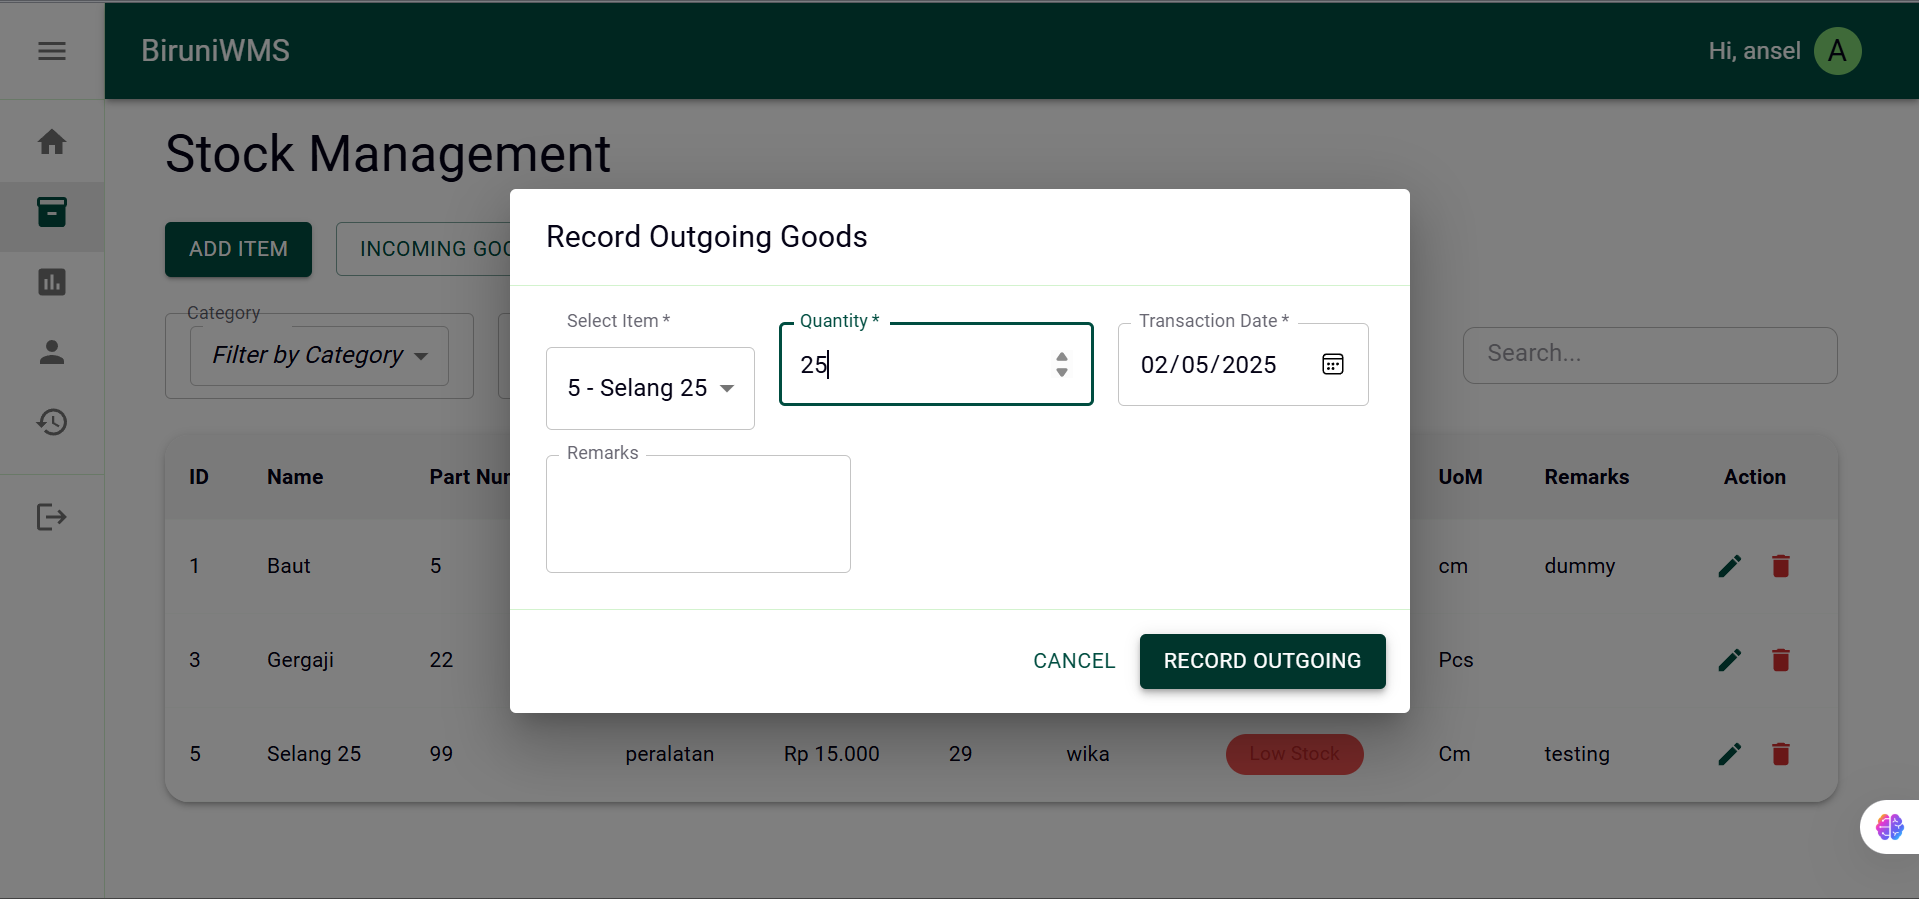 BiruniWMS
Hi, ansel A
Stock Management
ADD ITEM
INCOMING
Category
Filter by Category
Search...
Record Outgoing Goods
Select Item *
5 - Selang 25
Quantity *
25
Transaction Date *
02/05/2025
Remarks
CANCEL
RECORD OUTGOING
ID Name Part UoM Remarks Action
1 Baut 5 cm dummy
3 Gergaji 22 Pcs
5 Selang 25 99 peralatan Rp 15.000 29 wika Low Stock Cm testing